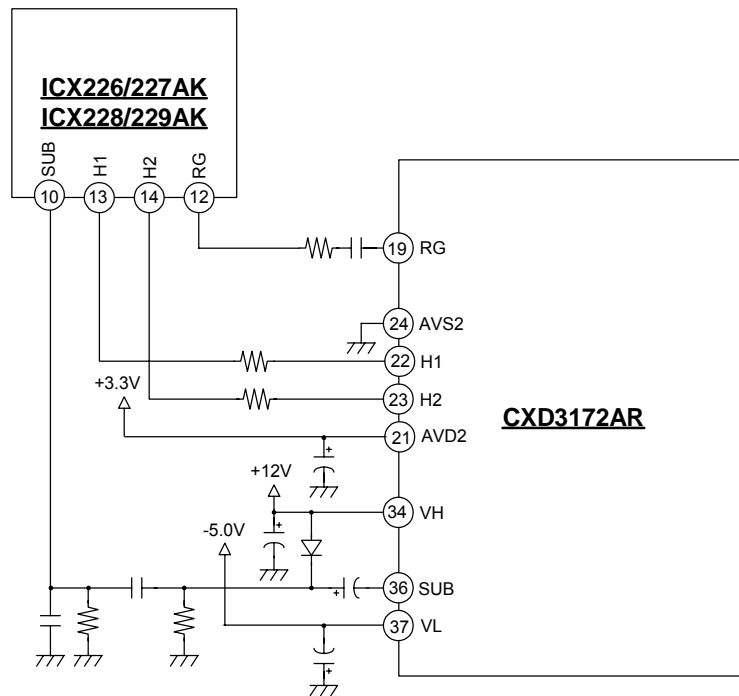 ICX226/227AK
ICX228/229AK
SUB
H1
H2
RG
10
13
14
12
19 RG
24 AVS2
22 H1
+3.3V
23 H2
CXD3172AR
21 AVD2
+
+12V
34 VH
-5.0V
+
36 SUB
+
37 VL
+